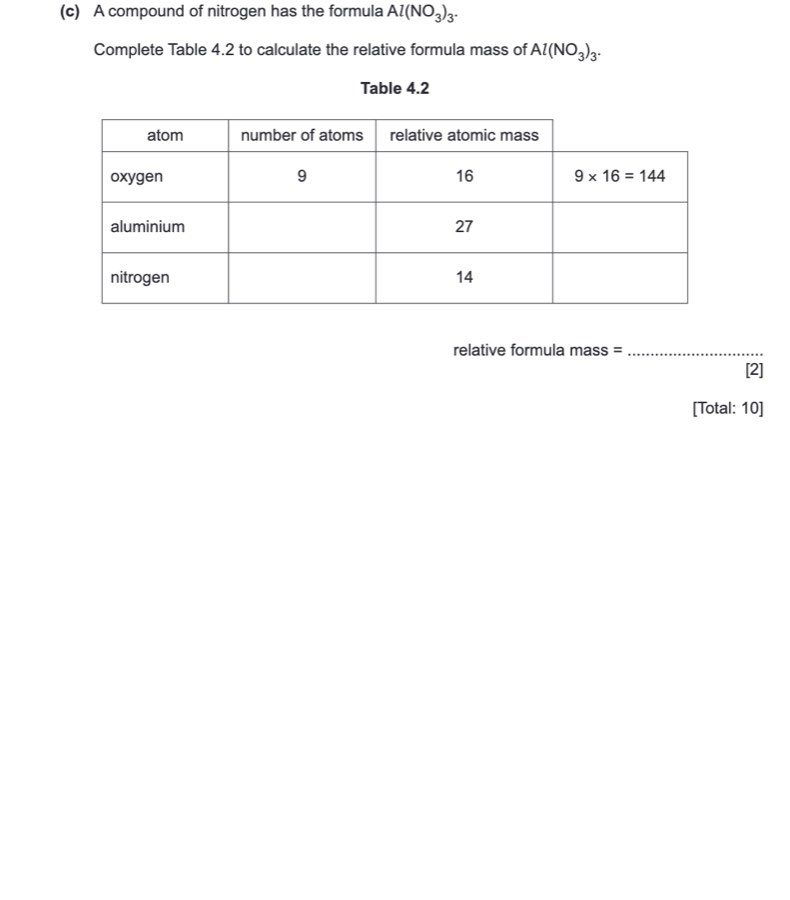 (c) A compound of nitrogen has the formula Al(NO₃)₃.
Complete Table 4.2 to calculate the relative formula mass of Al(NO₃)₃.
Table 4.2
atom number of atoms relative atomic mass
oxygen 9 16 9 × 16 = 144
aluminium 27
nitrogen 14
relative formula mass = ..............................
[2]
[Total: 10]